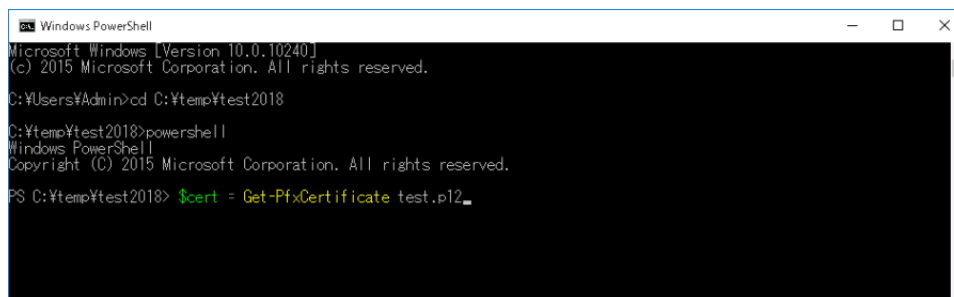 Windows PowerShell
Microsoft Windows [Version 10.0.10240]
(c) 2015 Microsoft Corporation. All rights reserved.
C:¥Users¥Admin>cd C:¥temp¥test2018
C:¥temp¥test2018>powershell
Windows PowerShell
Copyright (C) 2015 Microsoft Corporation. All rights reserved.
PS C:¥temp¥test2018> $cert = Get-PfxCertificate test.p12_